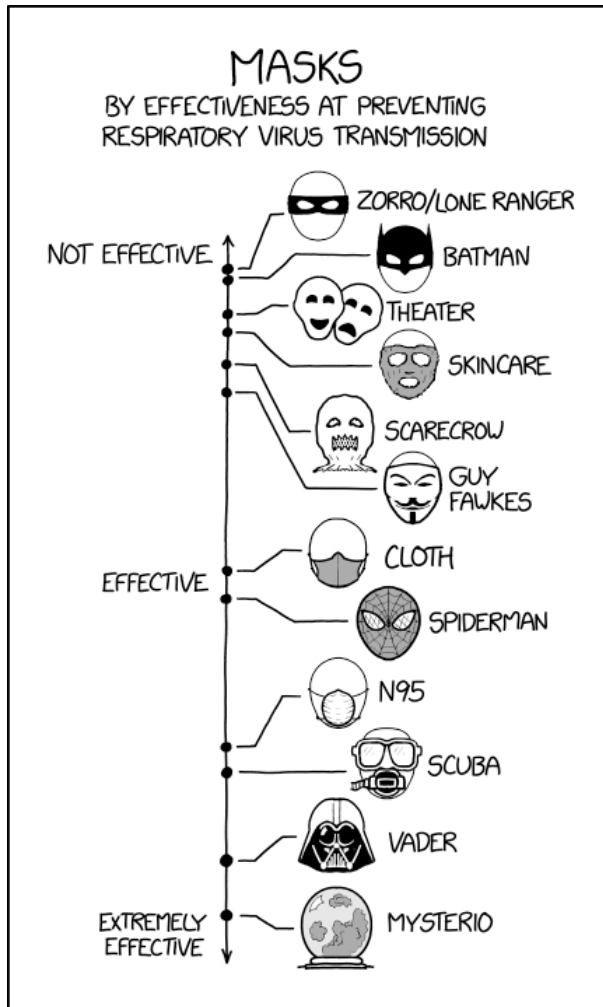 MASKS
BY EFFECTIVENESS AT PREVENTING
RESPIRATORY VIRUS TRANSMISSION
ZORRO/LONE RANGER
NOT EFFECTIVE
BATMAN
THEATER
SKINCARE
SCARECROW
GUY
FAWKES
CLOTH
EFFECTIVE
SPIDERMAN
N95
SCUBA
VADER
MYSTERIO
EXTREMELY
EFFECTIVE